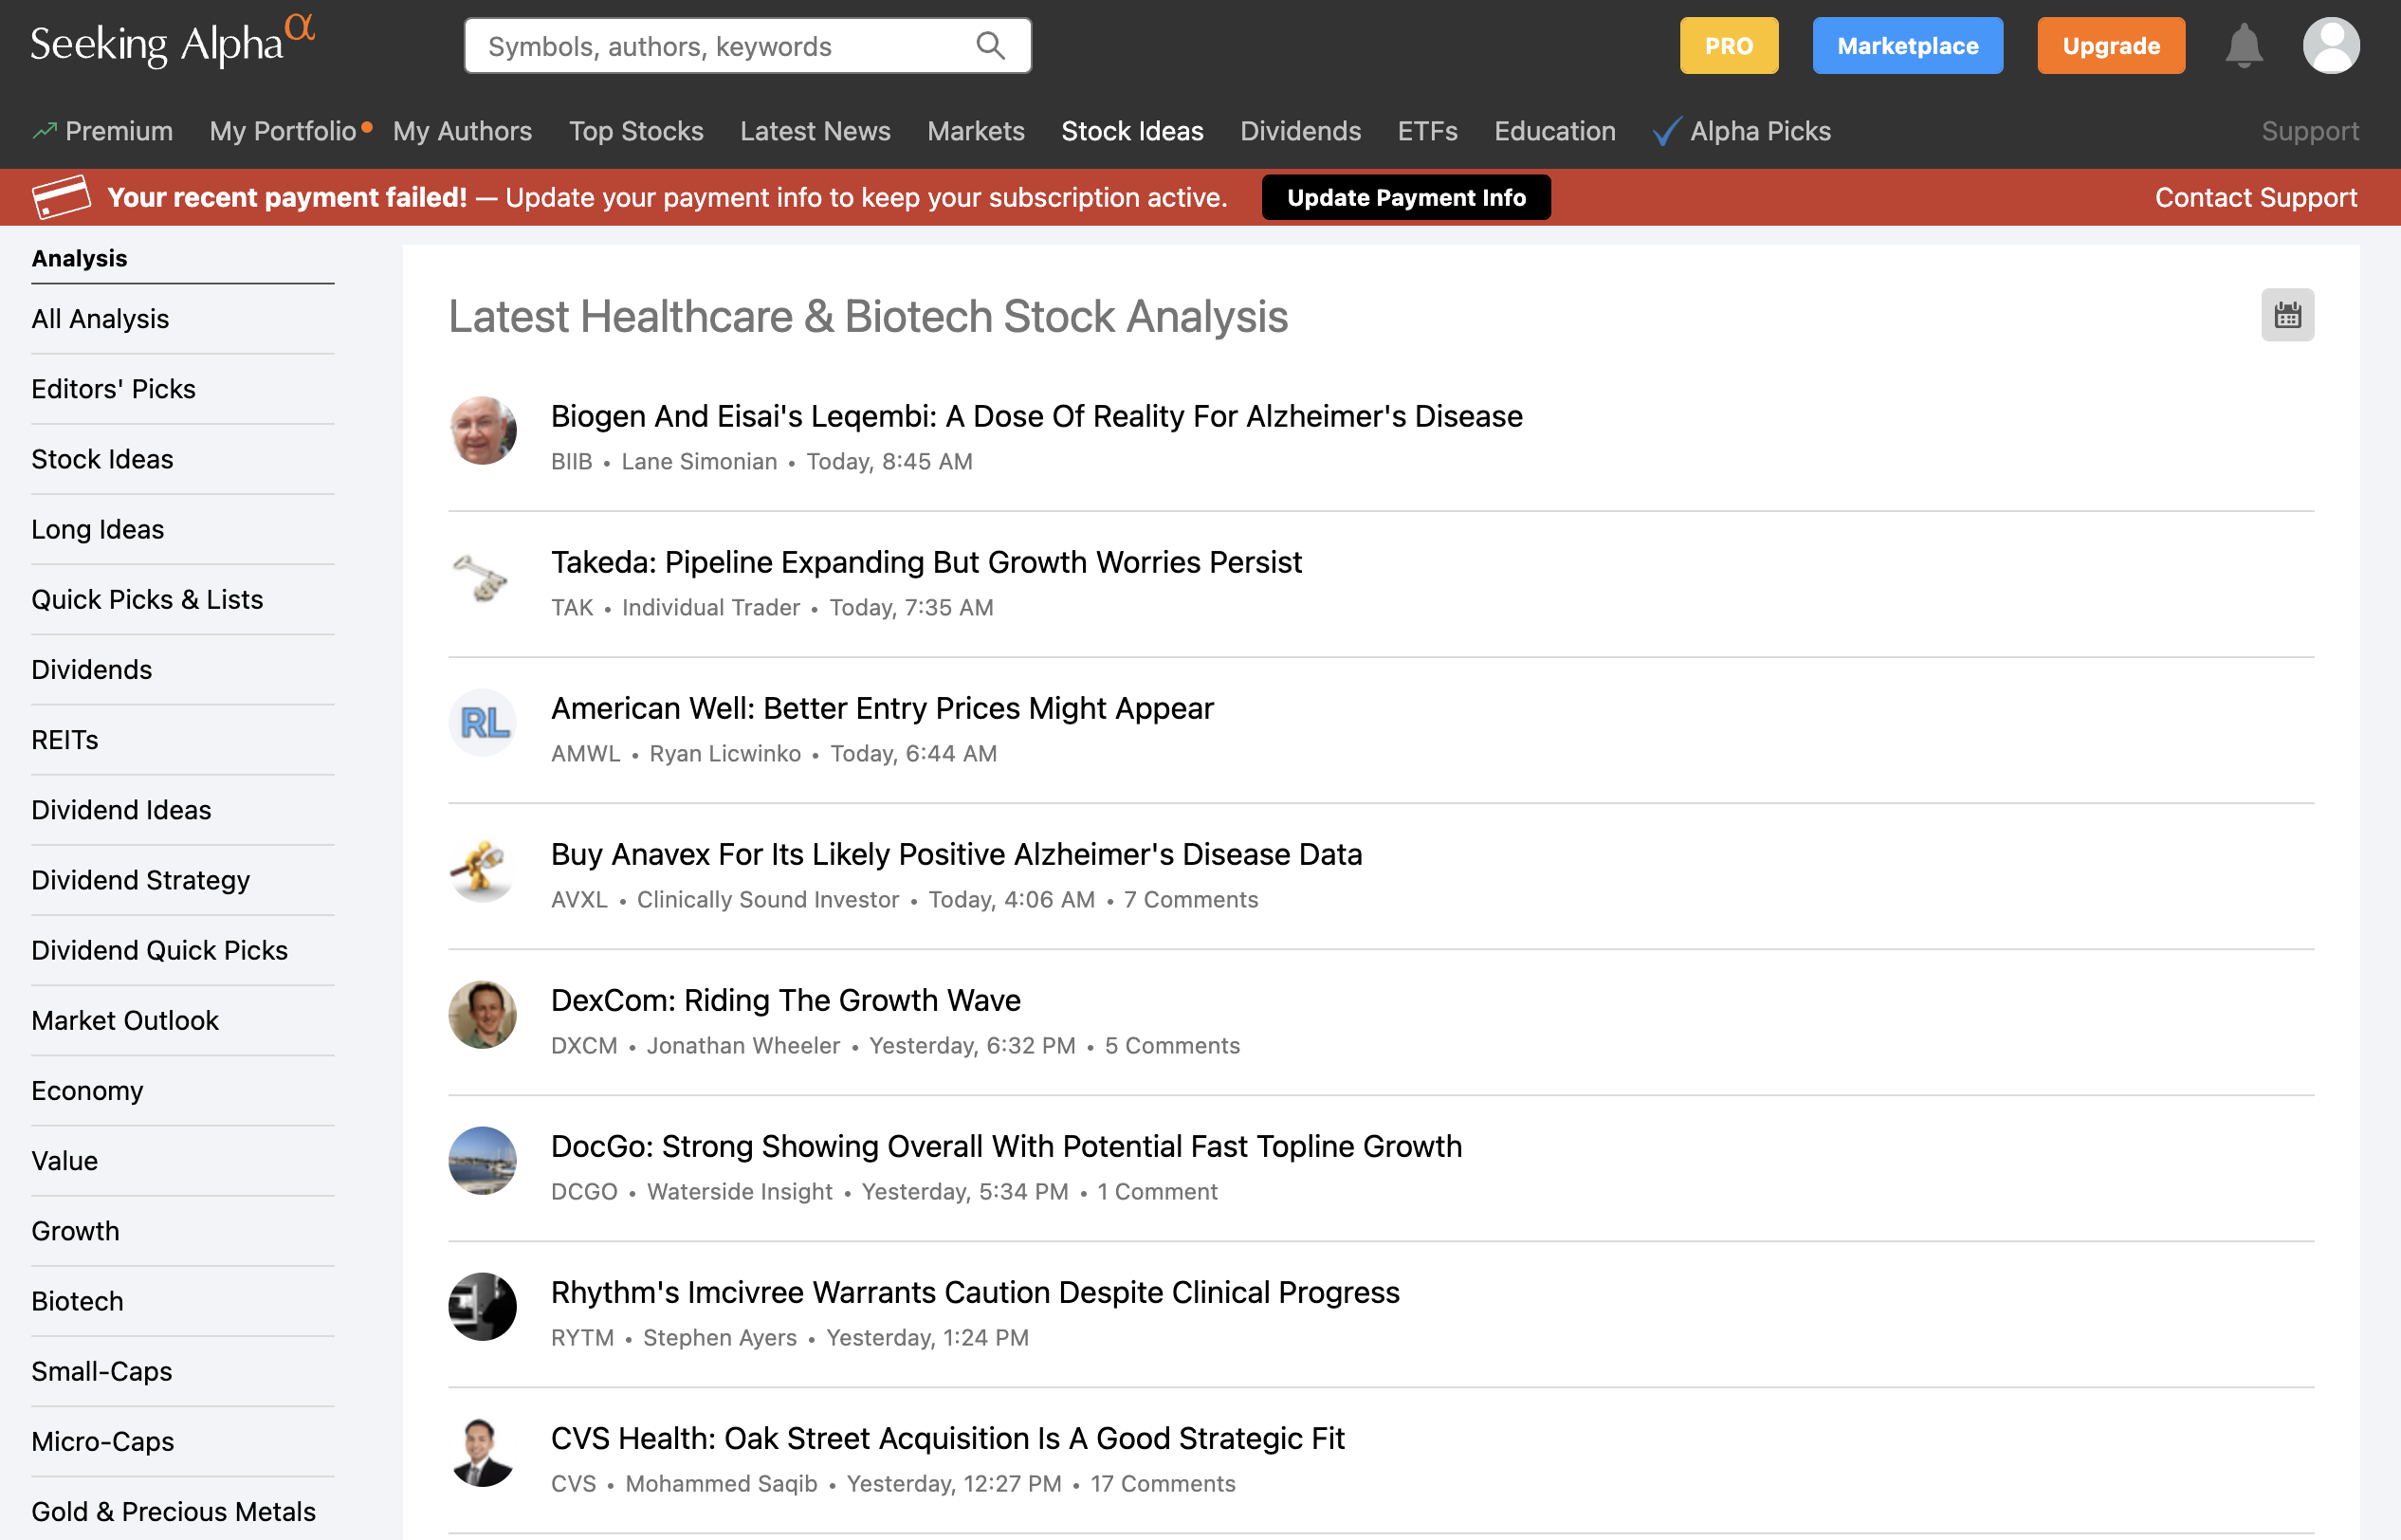 Seeking Alpha α
Symbols, authors, keywords
PRO
Marketplace
Upgrade
Premium
My Portfolio
My Authors
Top Stocks
Latest News
Markets
Stock Ideas
Dividends
ETFs
Education
Alpha Picks
Support
Your recent payment failed! — Update your payment info to keep your subscription active.
Update Payment Info
Contact Support
Analysis
All Analysis
Editors' Picks
Stock Ideas
Long Ideas
Quick Picks & Lists
Dividends
REITs
Dividend Ideas
Dividend Strategy
Dividend Quick Picks
Market Outlook
Economy
Value
Growth
Biotech
Small-Caps
Micro-Caps
Gold & Precious Metals
Latest Healthcare & Biotech Stock Analysis
Biogen And Eisai's Leqembi: A Dose Of Reality For Alzheimer's Disease
BIIB • Lane Simonian • Today, 8:45 AM
Takeda: Pipeline Expanding But Growth Worries Persist
TAK • Individual Trader • Today, 7:35 AM
RL
American Well: Better Entry Prices Might Appear
AMWL • Ryan Licwinko • Today, 6:44 AM
Buy Anavex For Its Likely Positive Alzheimer's Disease Data
AVXL • Clinically Sound Investor • Today, 4:06 AM • 7 Comments
DexCom: Riding The Growth Wave
DXCM • Jonathan Wheeler • Yesterday, 6:32 PM • 5 Comments
DocGo: Strong Showing Overall With Potential Fast Topline Growth
DCGO • Waterside Insight • Yesterday, 5:34 PM • 1 Comment
Rhythm's Imcivree Warrants Caution Despite Clinical Progress
RYTM • Stephen Ayers • Yesterday, 1:24 PM
CVS Health: Oak Street Acquisition Is A Good Strategic Fit
CVS • Mohammed Saqib • Yesterday, 12:27 PM • 17 Comments